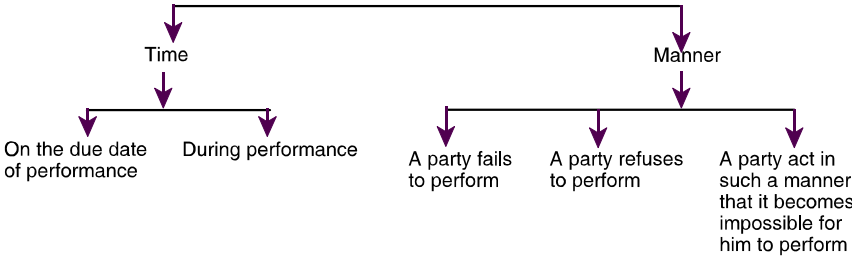 Time
Manner
On the due date
of performance
During performance
A party fails
to perform
A party refuses
to perform
A party act in
such a manner
that it becomes
impossible for
him to perform